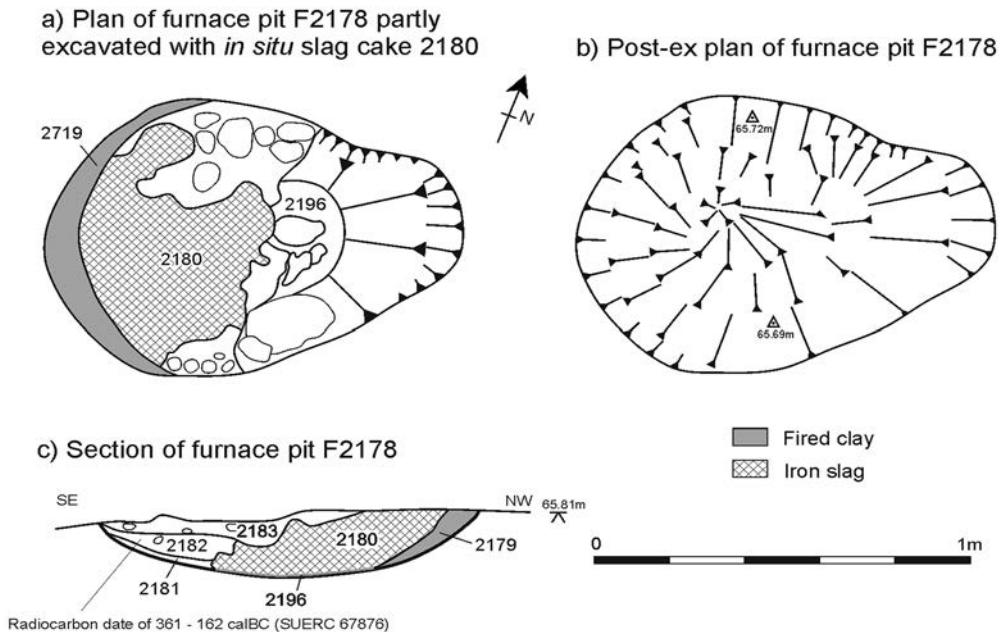 a) Plan of furnace pit F2178 partly
excavated with in situ slag cake 2180
b) Post-ex plan of furnace pit F2178
N
2719
2196
2180
65.72m
65.69m
c) Section of furnace pit F2178
Fired clay
Iron slag
SE
NW
65.81m
2183
2180
2182
2179
2181
2196
0
1m
Radiocarbon date of 361 - 162 calBC (SUERC 67876)